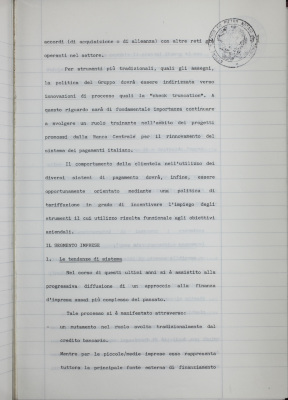 accordi (di acquisizione o di alleanza) con altre reti
operanti nel settore.
Per strumenti più tradizionali, quali gli assegni,
la politica del Gruppo dovrà essere indirizzata verso
innovazioni di processo quali la "check truncation". A
questo riguardo sarà di fondamentale importanza continuare
a svolgere un ruolo trainante nell'ambito dei progetti
promossi dalla Banca Centrale per il rinnovamento del
sistema dei pagamenti italiani.
Il comportamento della clientela nell'utilizzo dei
diversi sistemi di pagamento dovrà, infine, essere
opportunamente orientato mediante una politica di
tariffazione in grado di incentivare l'impiego degli
strumenti il cui utilizzo risulta funzionale agli obiettivi
aziendali.
IL SEGMENTO IMPRESE
1. Le tendenze di sistema
Nel corso di questi ultimi anni si è assistito alla
progressiva diffusione di un approccio alla finanza
d'impresa assai più complesso del passato.
Tale processo si è manifestato attraverso:
- un mutamento nel ruolo svolto tradizionalmente dal
credito bancario.
Mentre per le piccole/medie imprese esso rappresenta
tuttora la principale fonte esterna di finanziamento